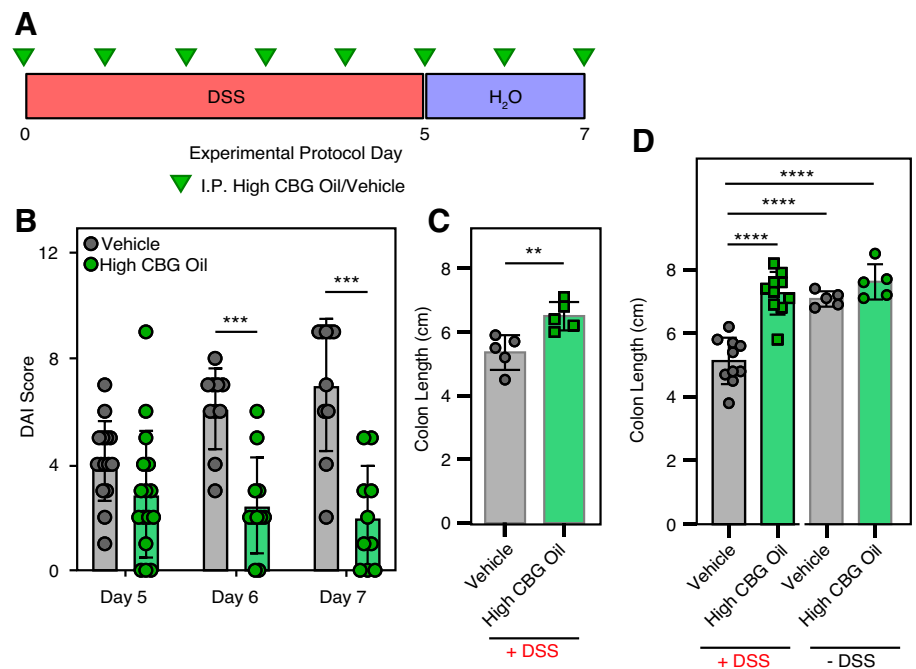 A
DSS
H₂O
0
5
7
Experimental Protocol Day
I.P. High CBG Oil/Vehicle
B
Vehicle
High CBG Oil
12
8
4
0
DAI Score
***
***
Day 5
Day 6
Day 7
C
8
6
4
2
0
Colon Length (cm)
**
Vehicle
High CBG Oil
+ DSS
D
8
6
4
2
0
Colon Length (cm)
****
****
****
Vehicle
High CBG Oil
Vehicle
High CBG Oil
+ DSS
- DSS